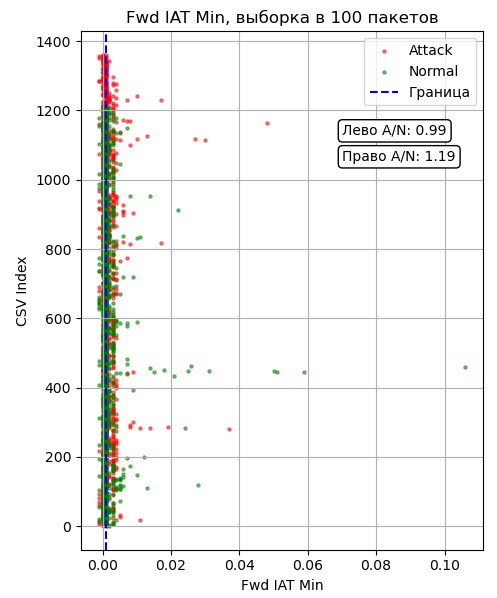 Fwd IAT Min, выборка в 100 пакетов
1400
1200
1000
800
600
400
200
0
CSV Index
Attack
Normal
Граница
Лево A/N: 0.99
Право A/N: 1.19
0.00 0.02 0.04 0.06 0.08 0.10
Fwd IAT Min